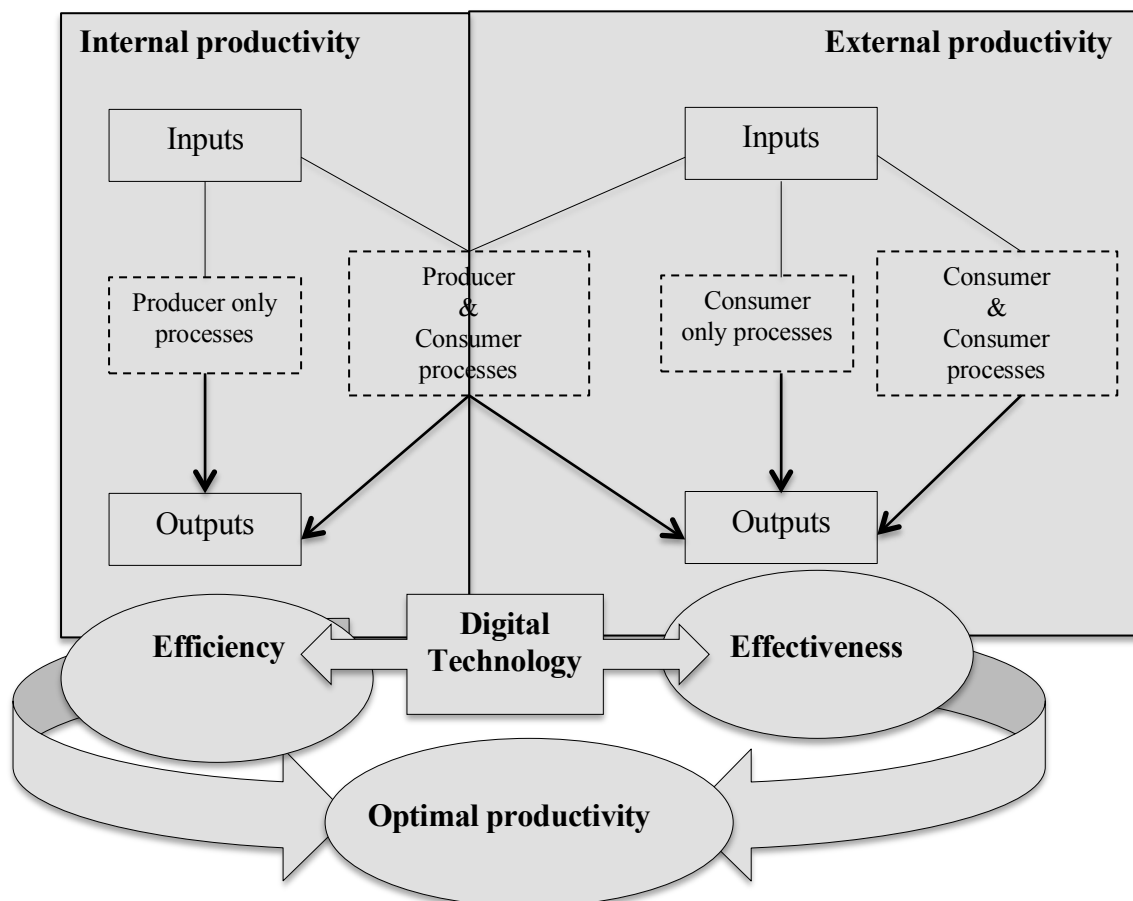 Internal productivity
External productivity
Inputs
Inputs
Producer only
processes
Producer
&
Consumer
processes
Consumer
only processes
Consumer
&
Consumer
processes
Outputs
Outputs
Efficiency
Digital
Technology
Effectiveness
Optimal productivity